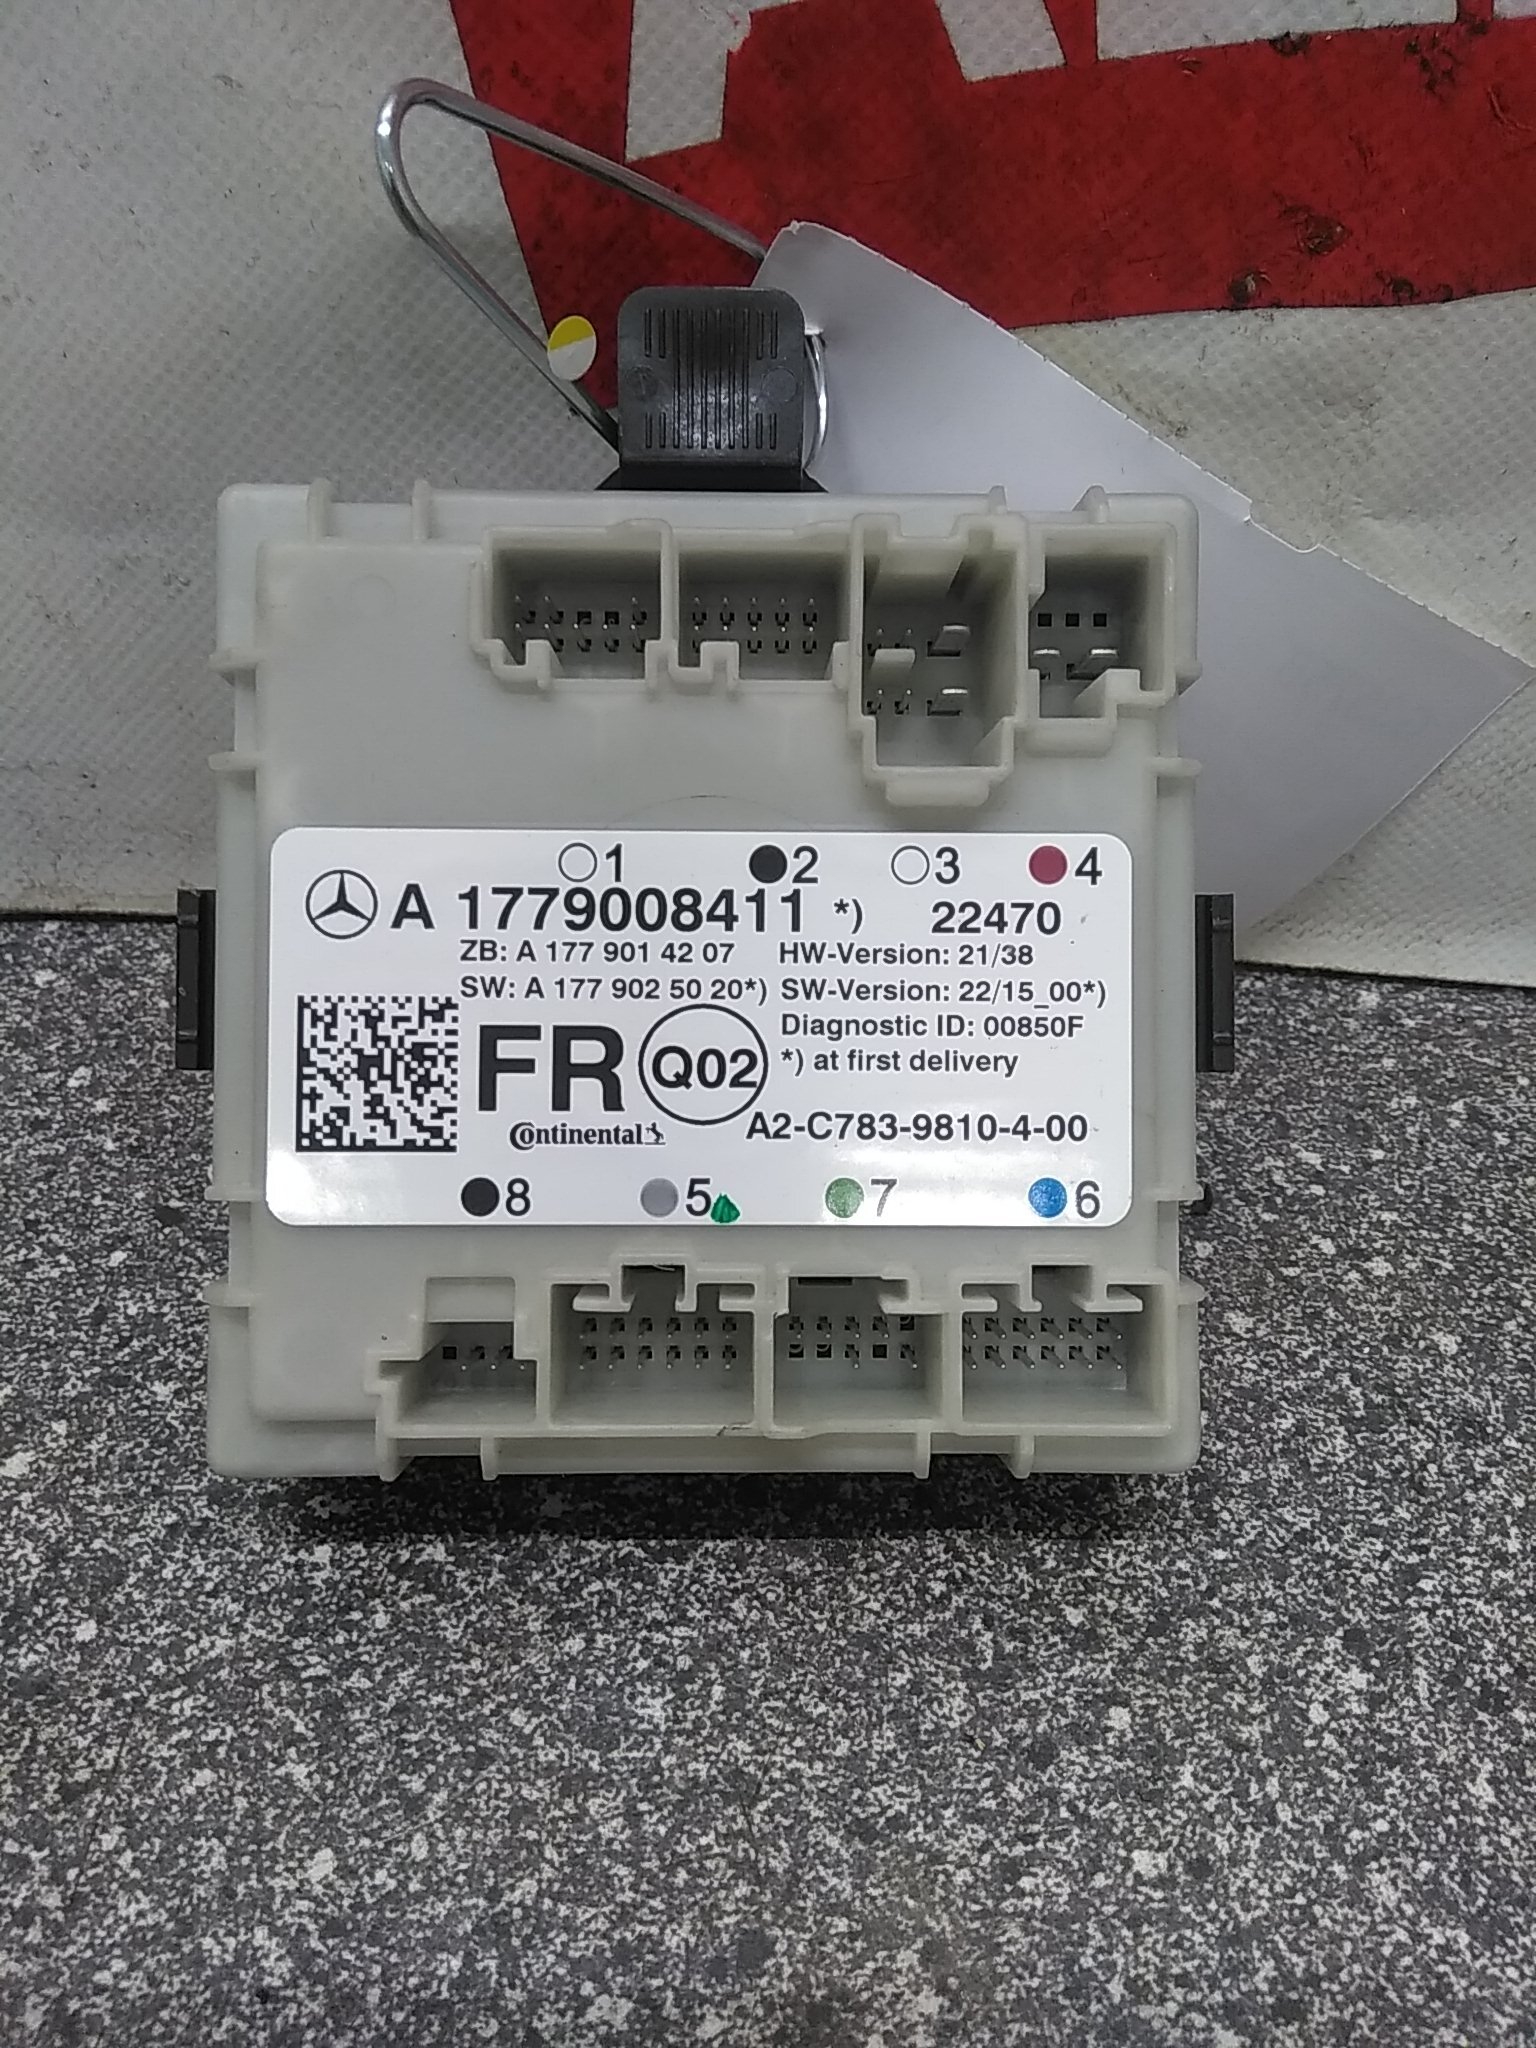 1 2 3 4
A 1779008411 *) 22470
ZB: A 177 901 42 07 HW-Version: 21/38
SW: A 177 902 50 20*) SW-Version: 22/15_00*)
Diagnostic ID: 00850F
FR Q02 *) at first delivery
Continental A2-C783-9810-4-00
8 5 7 6